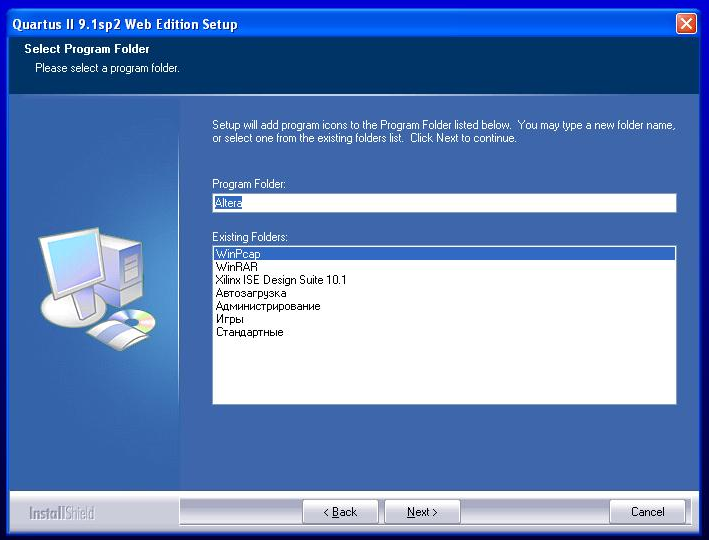 Quartus II 9.1sp2 Web Edition Setup
Select Program Folder
Please select a program folder.
Setup will add program icons to the Program Folder listed below. You may type a new folder name,
or select one from the existing folders list. Click Next to continue.
Program Folder:
Altera
Existing Folders:
WinPcap
WinRAR
Xilinx ISE Design Suite 10.1
Автозагрузка
Администрирование
Игры
Стандартные
InstallShield
< Back
Next >
Cancel